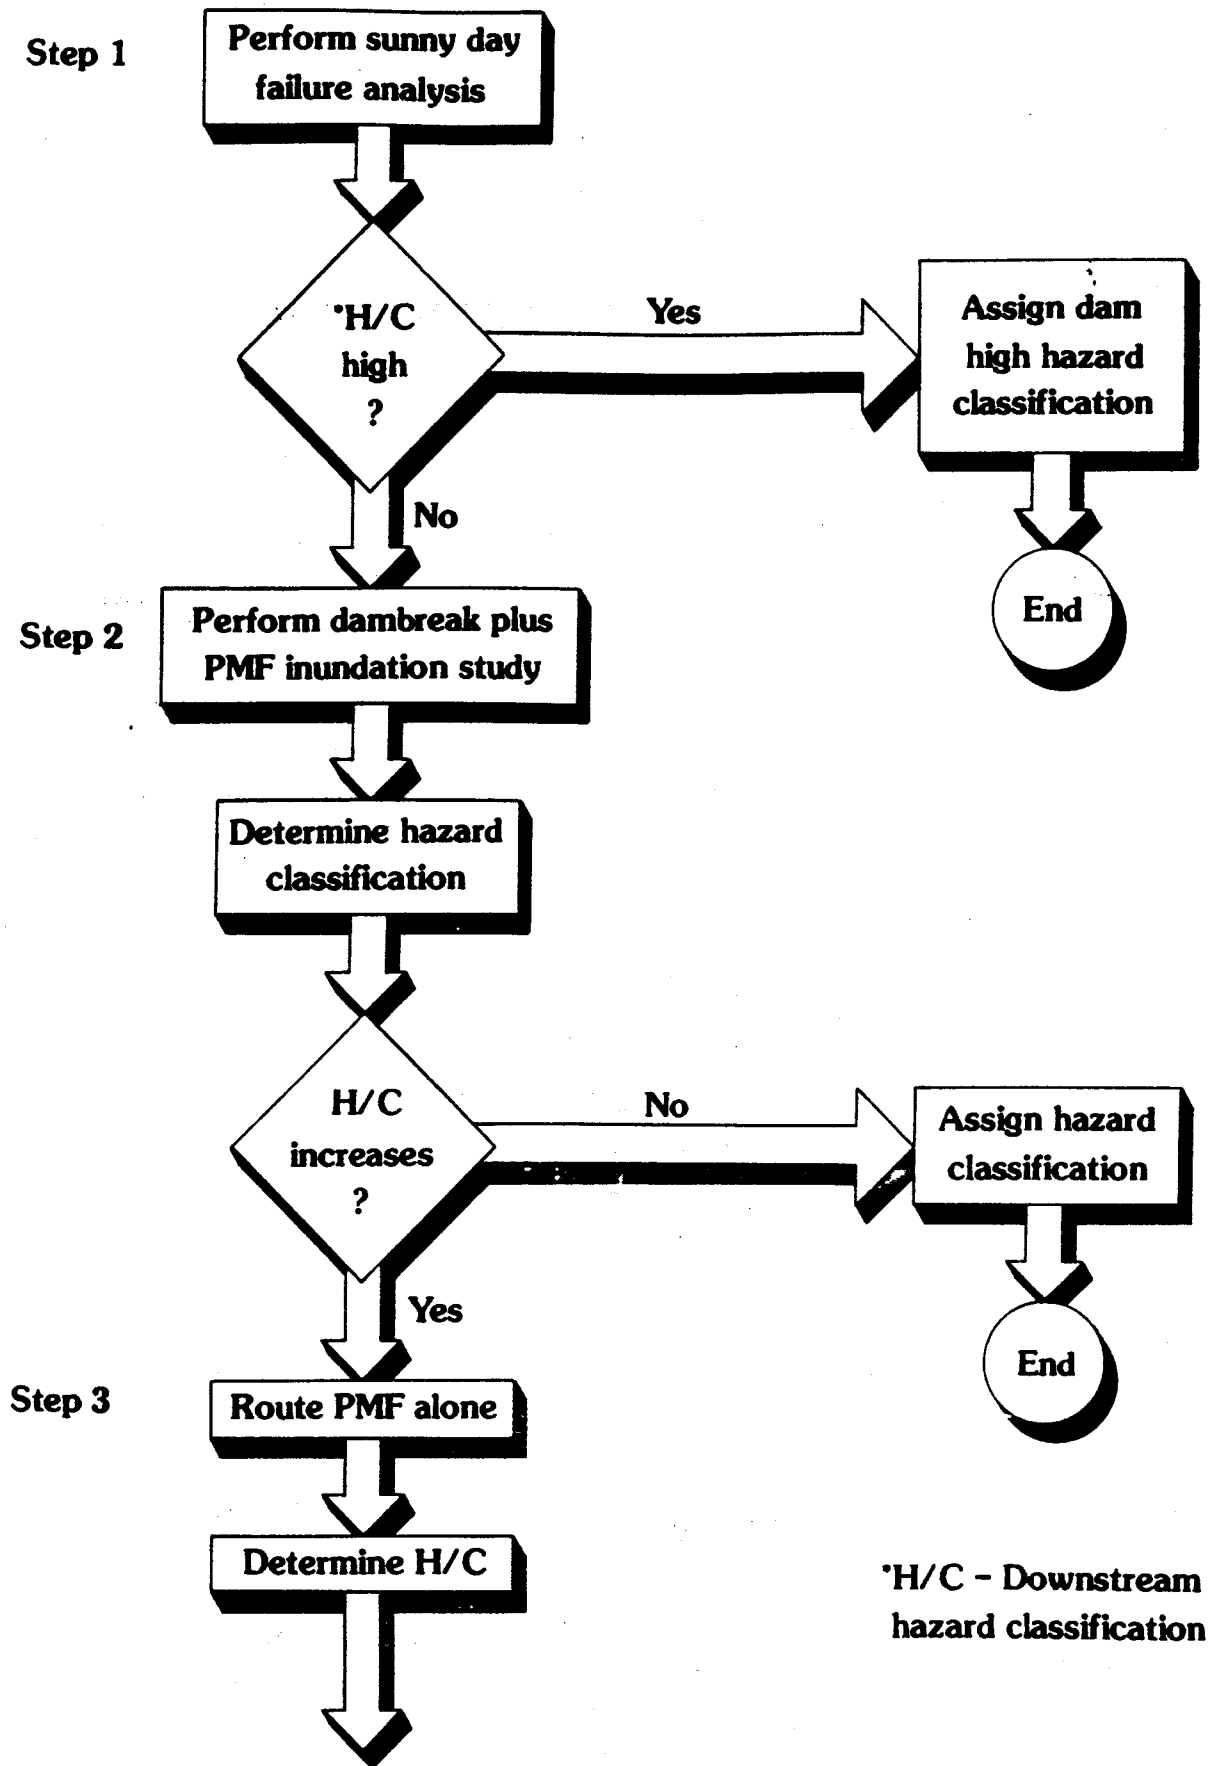 Step 1
Perform sunny day
failure analysis
*H/C
high
?
Yes
Assign dam
high hazard
classification
End
No
Step 2
Perform dambreak plus
PMF inundation study
Determine hazard
classification
H/C
increases
?
No
Assign hazard
classification
End
Yes
Step 3
Route PMF alone
Determine H/C
*H/C – Downstream
hazard classification